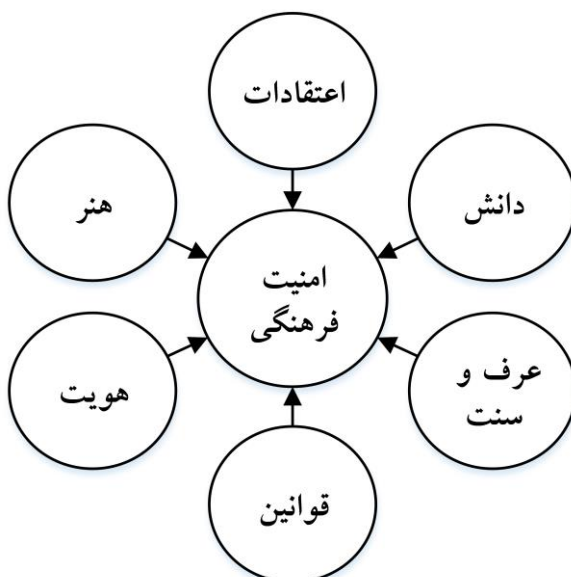 اعتقادات
دانش
هنر
امنیت
فرهنگی
عرف و
سنت
هویت
قوانین